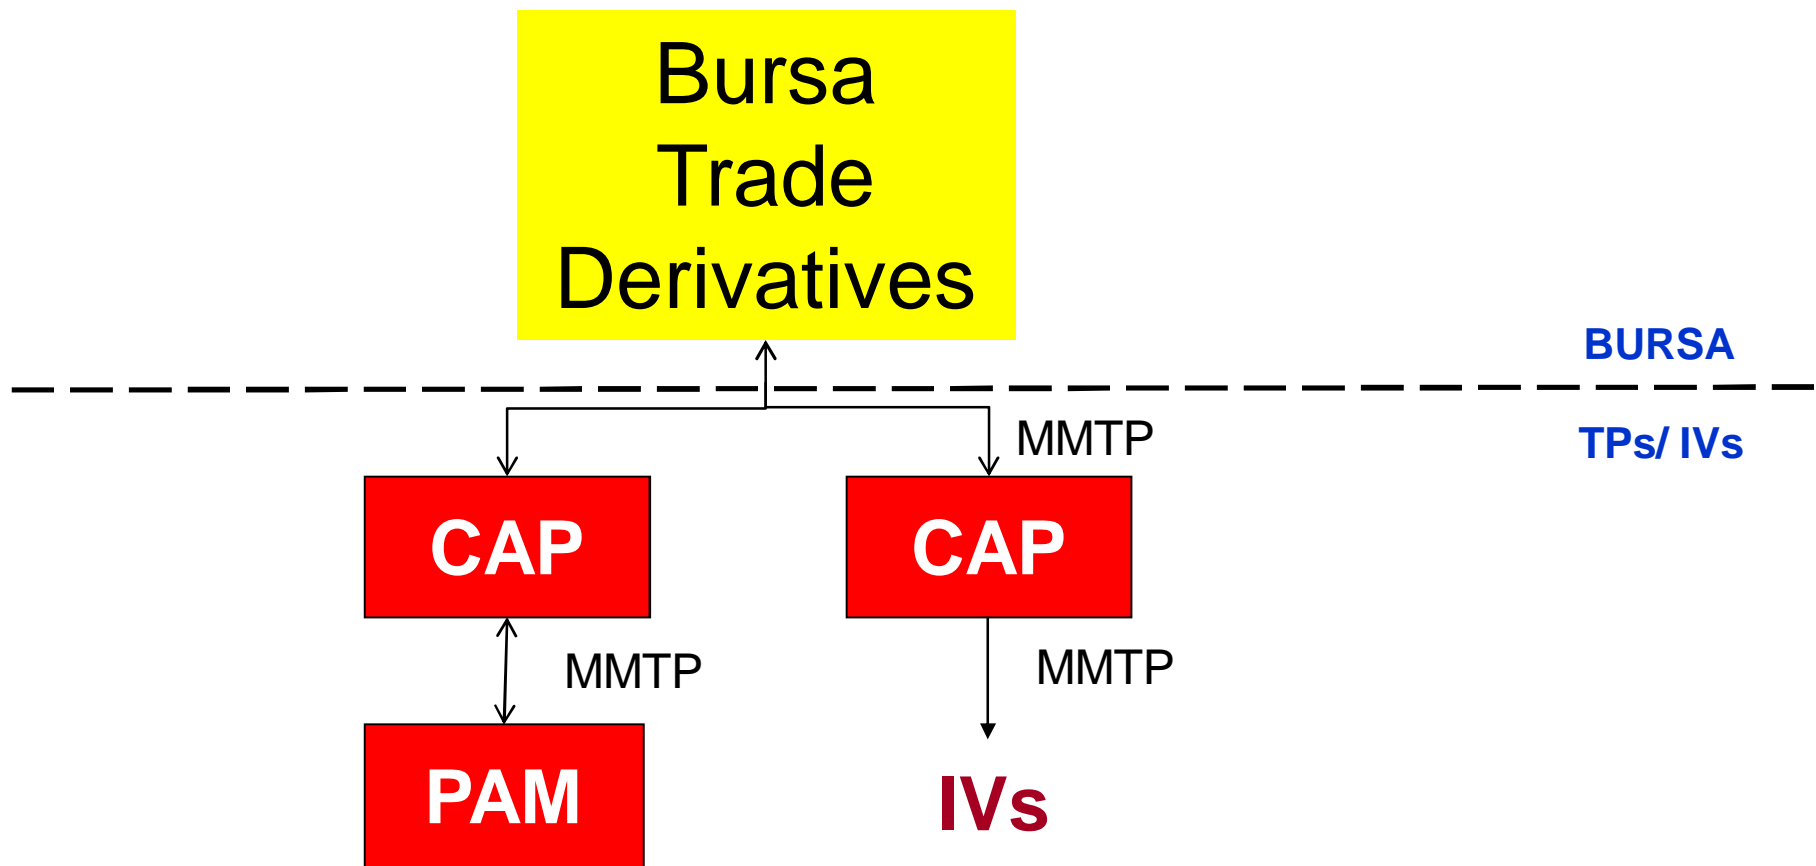 Bursa
Trade
Derivatives
BURSA
MMTP
TPs/ IVs
CAP
CAP
MMTP
MMTP
PAM
IVs